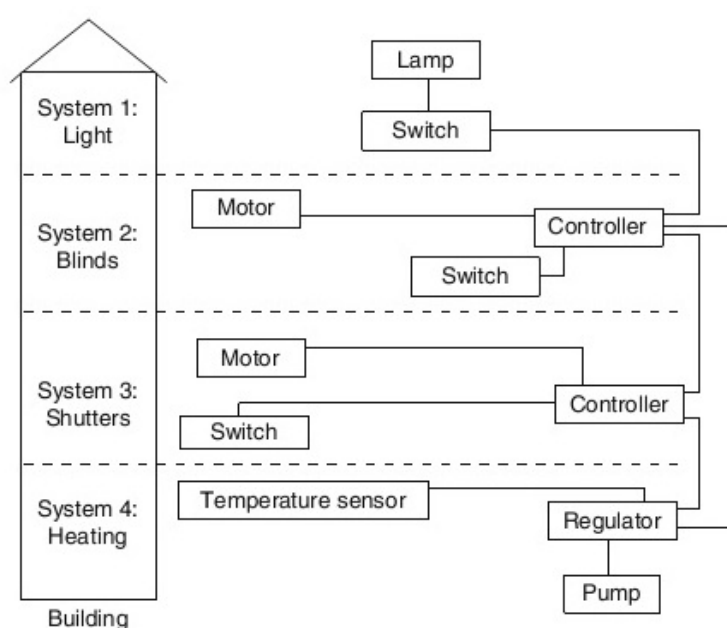 Lamp
System 1:
Light
Switch
Motor
System 2:
Blinds
Controller
Switch
Motor
System 3:
Shutters
Controller
Switch
System 4:
Heating
Temperature sensor
Regulator
Pump
Building